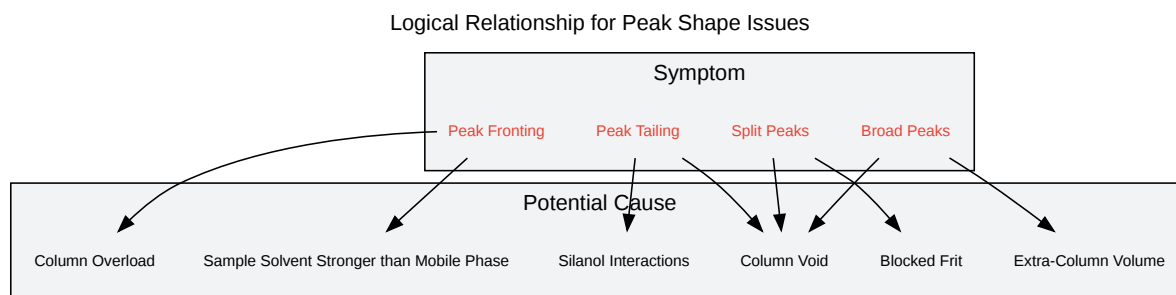 Logical Relationship for Peak Shape Issues
Symptom
Peak Fronting Peak Tailing Split Peaks Broad Peaks
Potential Cause
Column Overload Sample Solvent Stronger than Mobile Phase Silanol Interactions Column Void Blocked Frit Extra-Column Volume